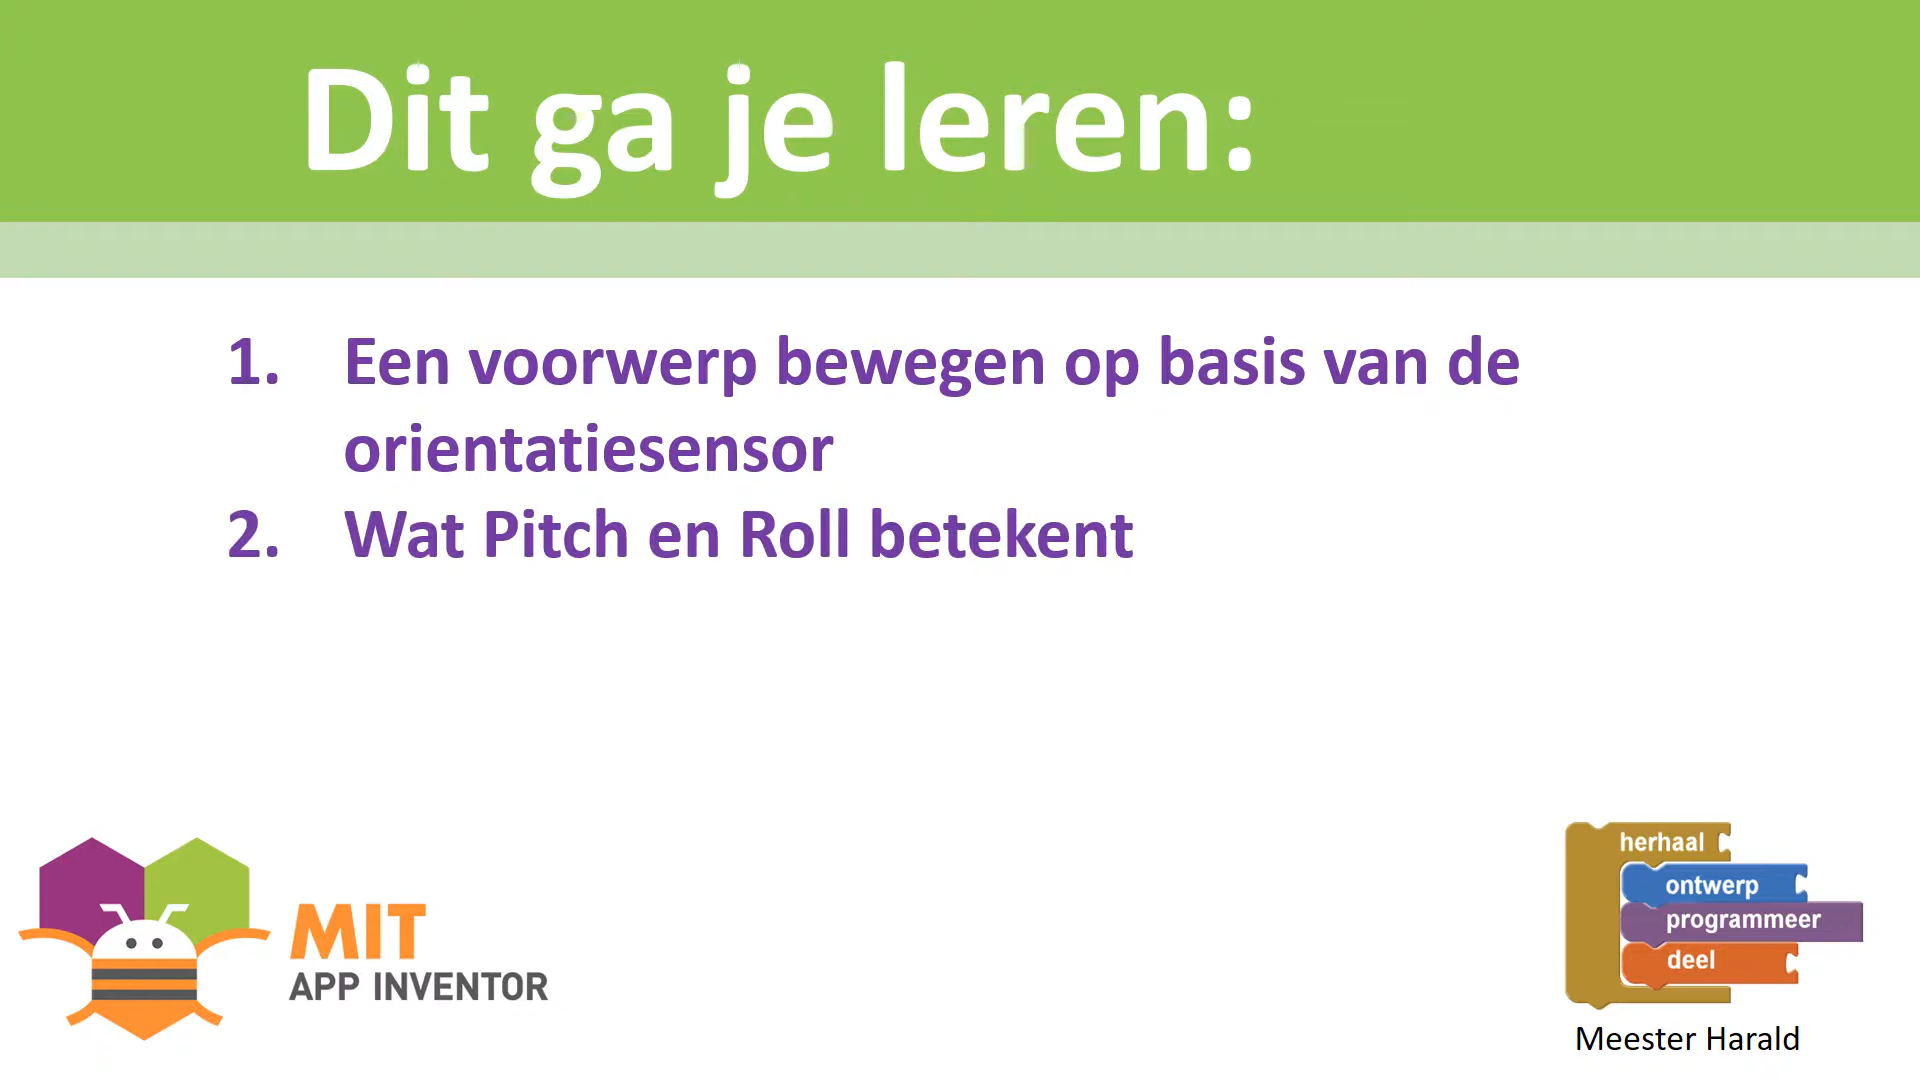 Dit ga je leren:
1. Een voorwerp bewegen op basis van de
orientatiesensor
2. Wat Pitch en Roll betekent
MIT
APP INVENTOR
herhaal
ontwerp
programmeer
deel
Meester Harald